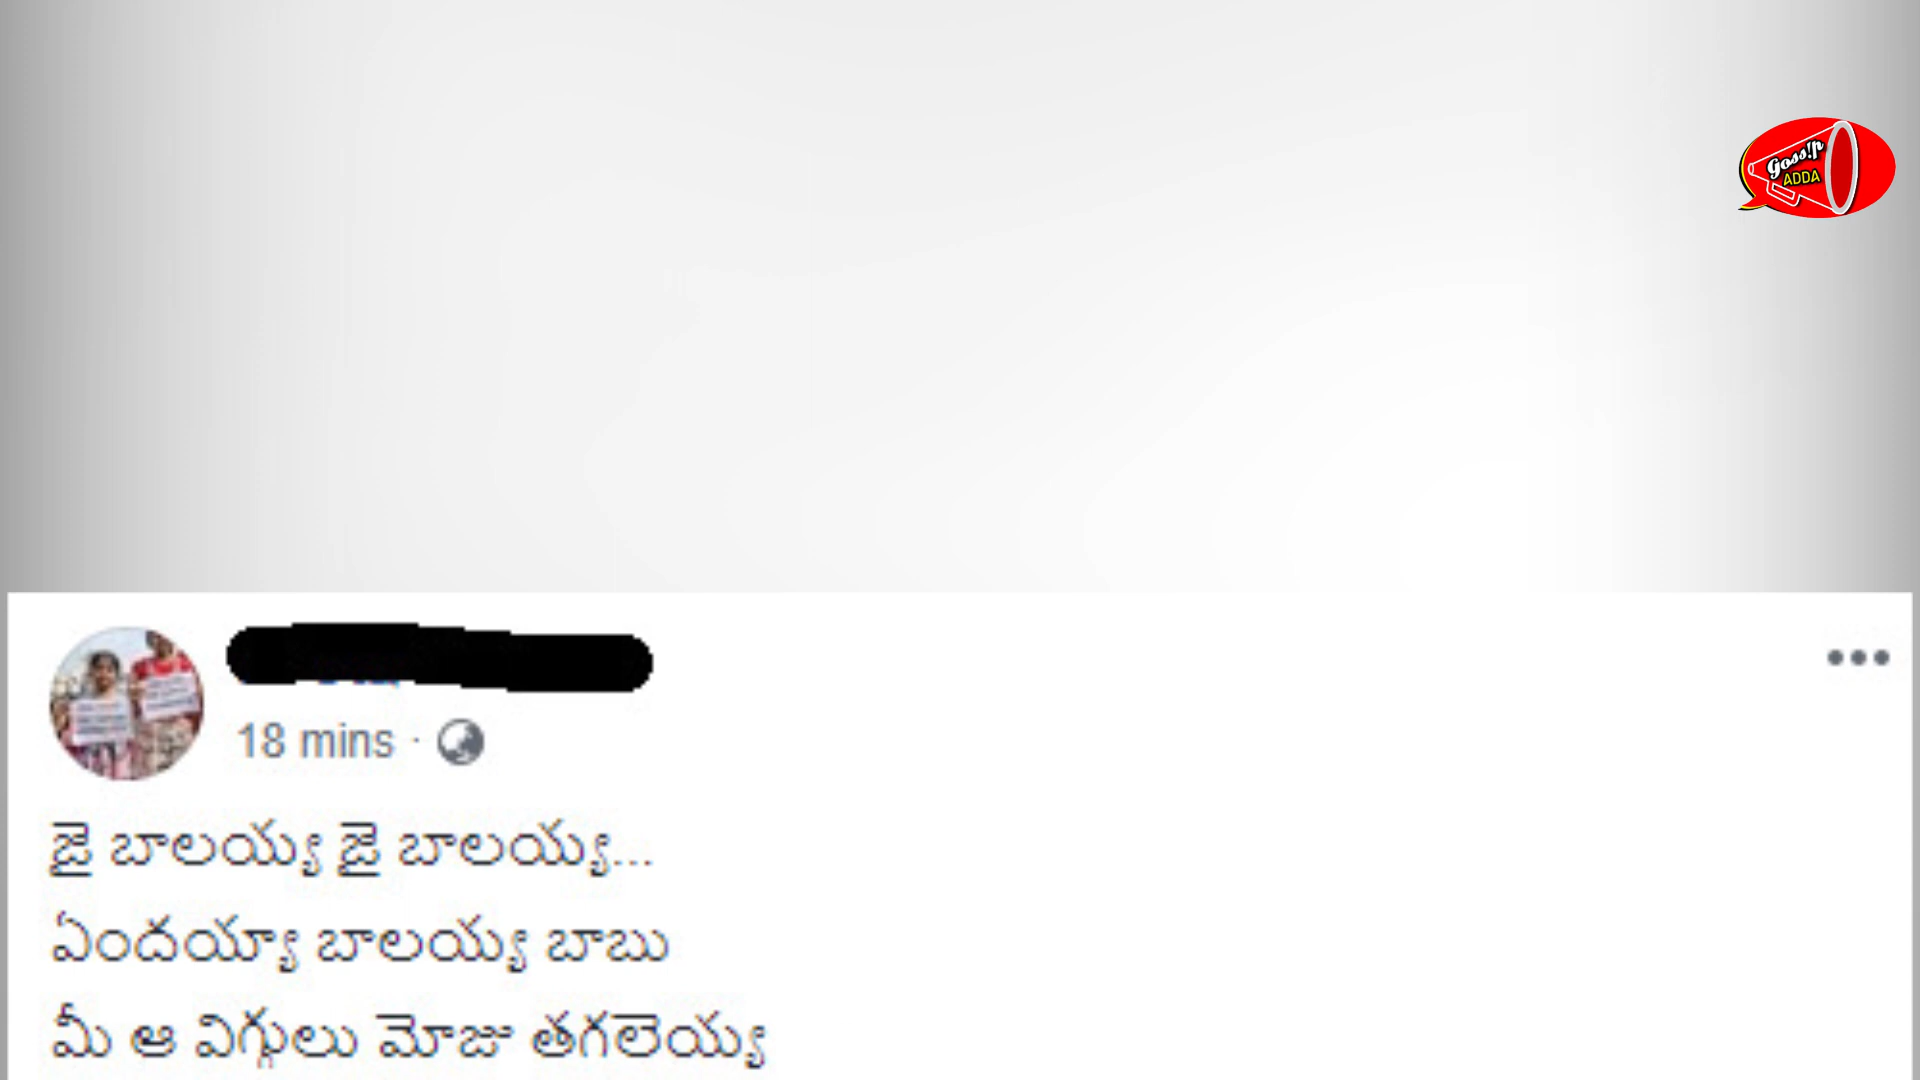 Goss!p
ADDA
18 mins ·
జై బాలయ్య జై బాలయ్య...
ఏందయ్యా బాలయ్య బాబు
మీ ఆ విగ్గులు మోజు తగలెయ్య